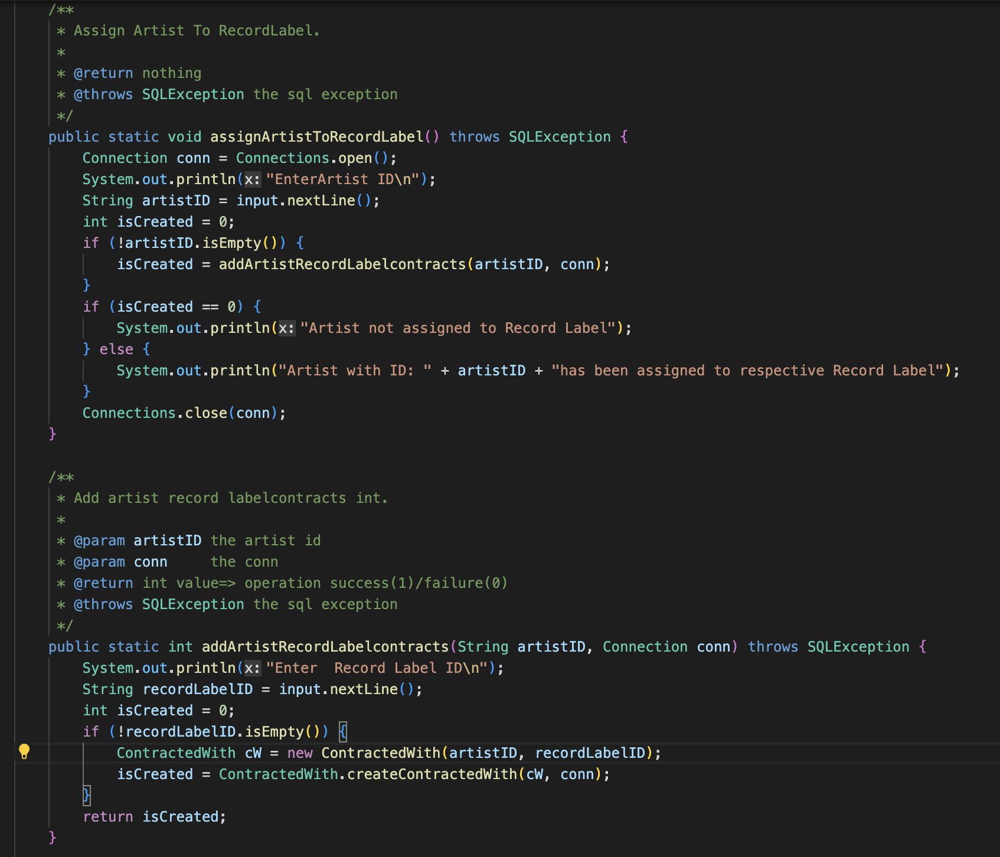 /**
* Assign Artist To RecordLabel.
*
* @return nothing
* @throws SQLException the sql exception
*/
public static void assignArtistToRecordLabel() throws SQLException {
Connection conn = Connections.open();
System.out.println(x: "EnterArtist ID\n");
String artistID = input.nextLine();
int isCreated = 0;
if (!artistID.isEmpty()) {
isCreated = addArtistRecordLabelcontracts(artistID, conn);
}
if (isCreated == 0) {
System.out.println(x: "Artist not assigned to Record Label");
} else {
System.out.println("Artist with ID: " + artistID + "has been assigned to respective Record Label");
}
Connections.close(conn);
}
/**
* Add artist record labelcontracts int.
*
* @param artistID the artist id
* @param conn     the conn
* @return int value=> operation success(1)/failure(0)
* @throws SQLException the sql exception
*/
public static int addArtistRecordLabelcontracts(String artistID, Connection conn) throws SQLException {
System.out.println(x: "Enter  Record Label ID\n");
String recordLabelID = input.nextLine();
int isCreated = 0;
if (!recordLabelID.isEmpty()) {
ContractedWith cW = new ContractedWith(artistID, recordLabelID);
isCreated = ContractedWith.createContractedWith(cW, conn);
}
return isCreated;
}